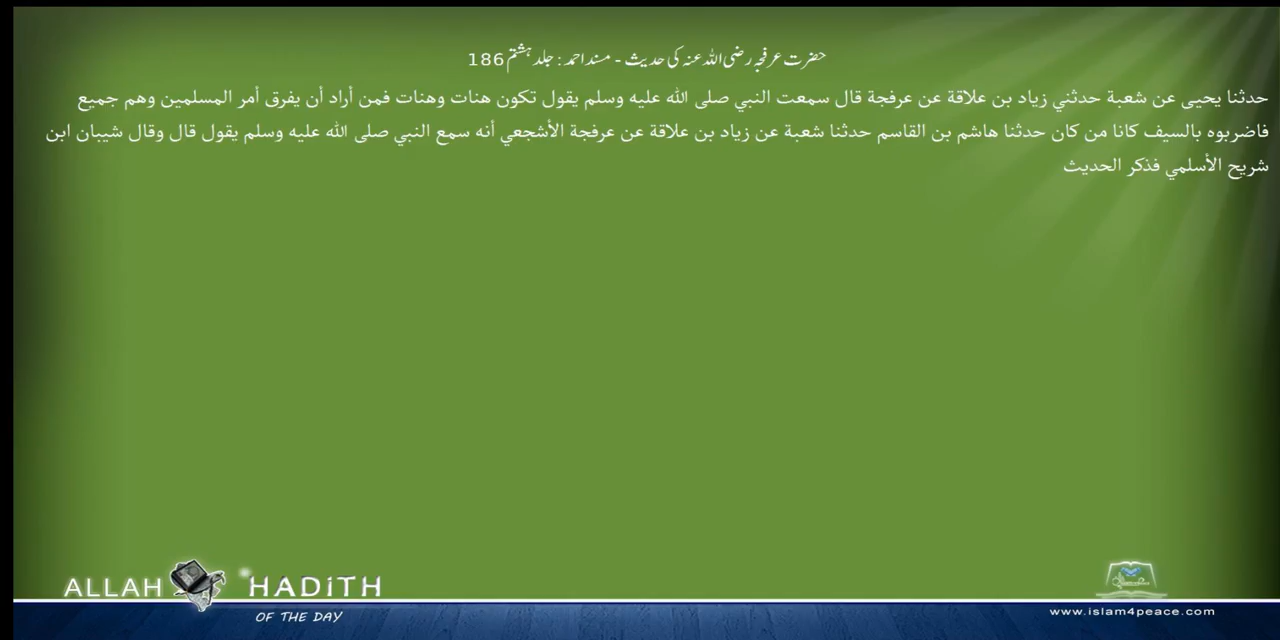 حضرت عرفجہ رضی اللہ عنہ کی حدیث - مسند احمد : جلد ہشتم 186
حدثنا يحيى عن شعبة حدثني زياد بن علاقة عن عرفجة قال سمعت النبي صلى الله عليه وسلم يقول تكون هنات وهنات فمن أراد أن يفرق أمر المسلمين وهم جميع
فاضربوه بالسيف كانا من كان حدثنا هاشم بن القاسم حدثنا شعبة عن زياد بن علاقة عن عرفجة الأشجعي أنه سمع النبي صلى الله عليه وسلم يقول قال وقال شيبان ابن
شريح الأسلمي فذكر الحديث
ALLAH HADITH
OF THE DAY
www.islam4peace.com